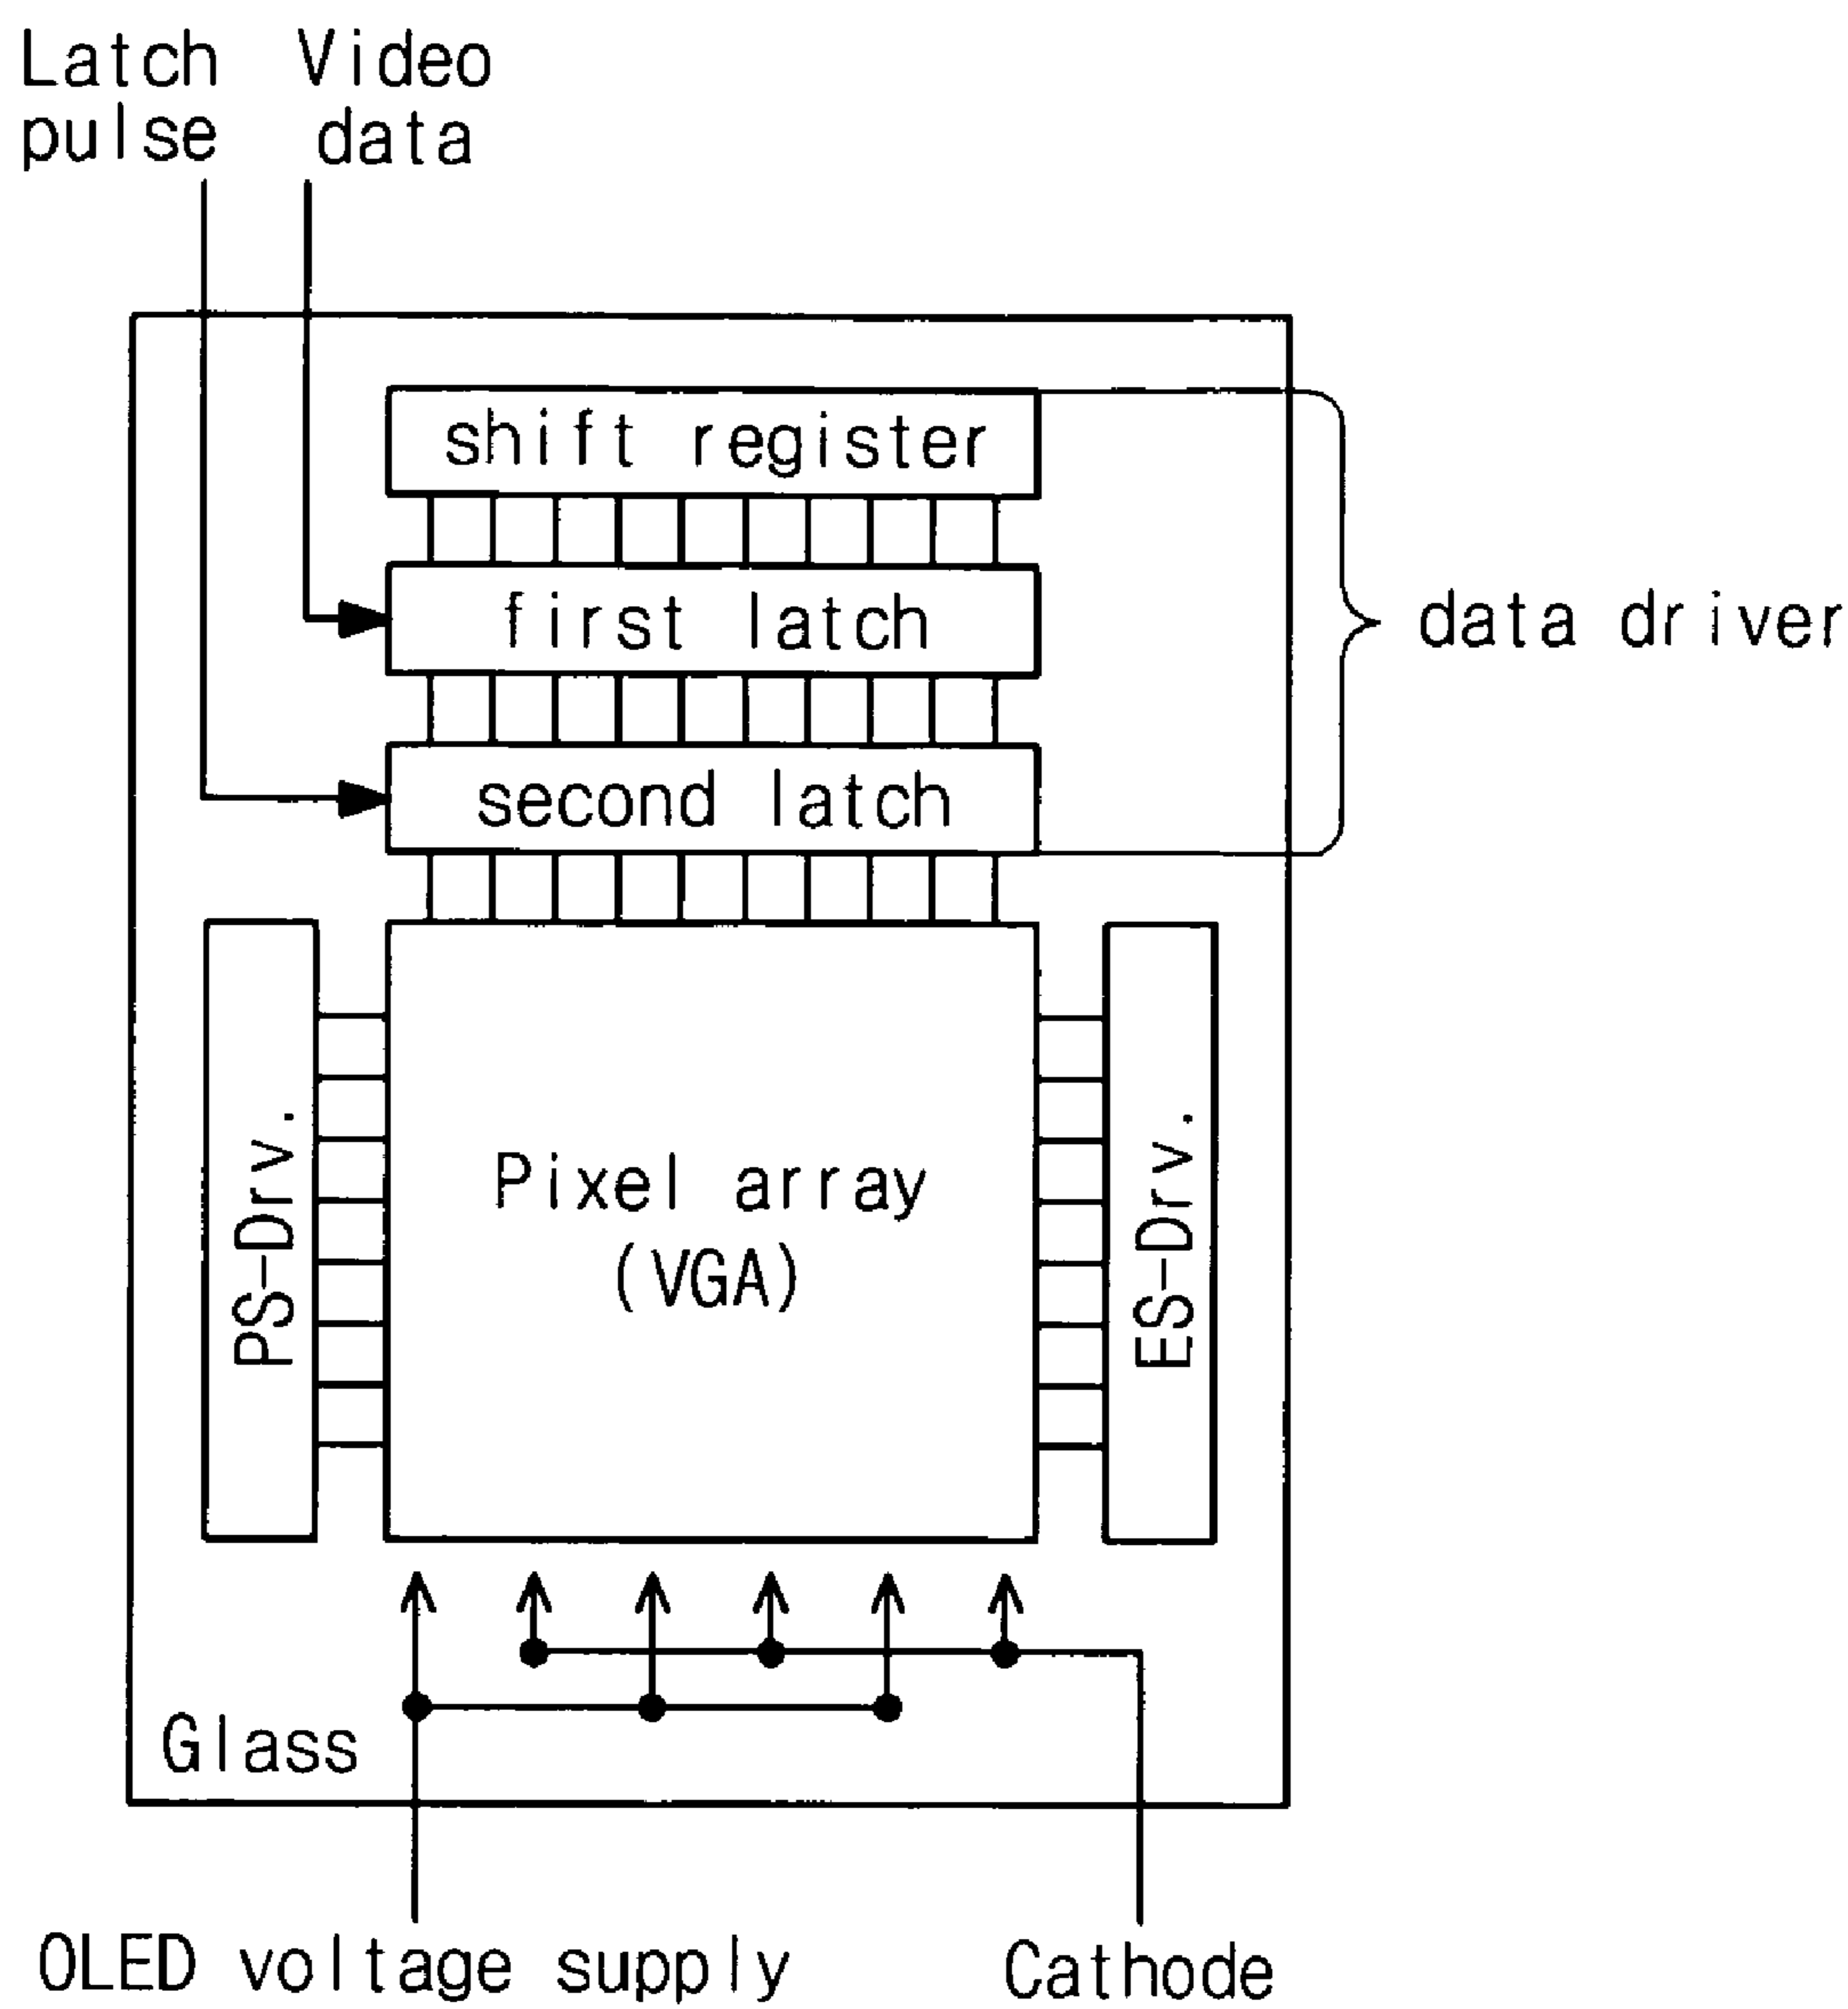 Latch Video
pulse data
shift register
first latch
data driver
second latch
PS-Drv.
Pixel array
(VGA)
ES-Drv.
Glass
OLED voltage supply
Cathode